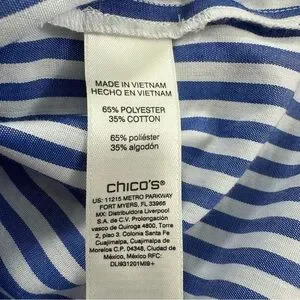 MADE IN VIETNAM
HECHO EN VIETNAM
65% POLYESTER
35% COTTON
65% poliéster
35% algodón
chico's®
US: 11215 METRO PARKWAY
FORT MYERS, FL 33966
MX: Distribuidora Liverpool
S.A. de C.V. Prolongación
vasco de Quiroga 4800, Torre
2, piso 3. Colonia Santa Fe
Cuajimalpa, Cuajimalpa de
Morelos C.P. 04348, Ciudad de
México, México RFC:
DLI931201MI9+